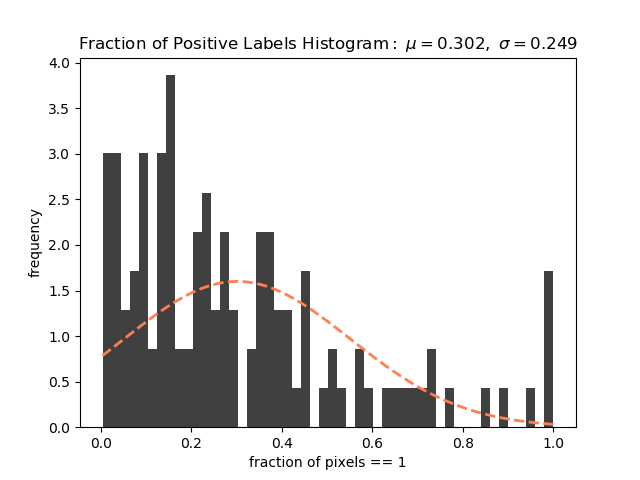 Fraction of Positive Labels Histogram: μ = 0.302, σ = 0.249
4.0
3.5
3.0
2.5
2.0
1.5
1.0
0.5
0.0
frequency
0.0 0.2 0.4 0.6 0.8 1.0
fraction of pixels == 1